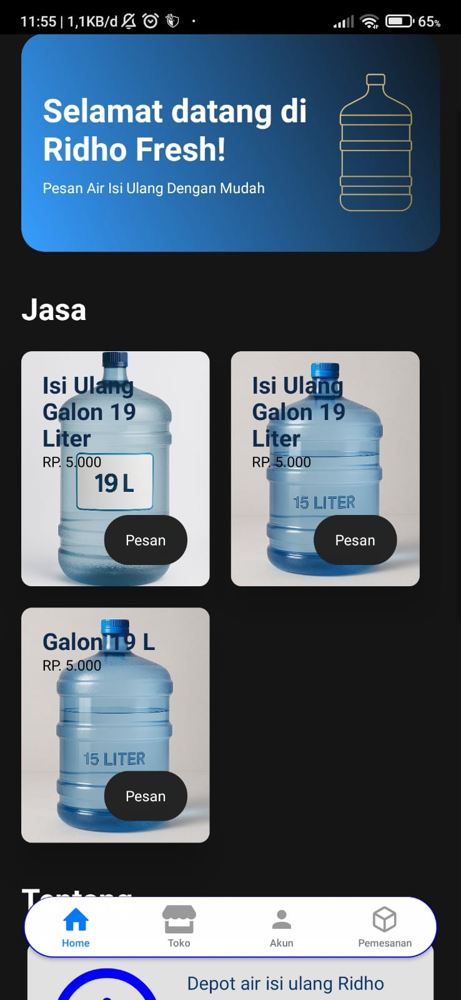 11:55 | 1,1KB/d
65%
Selamat datang di
Ridho Fresh!
Pesan Air Isi Ulang Dengan Mudah
Jasa
Isi Ulang
Galon 19
Liter
RP. 5.000
19 L
Pesan
Isi Ulang
Galon 19
Liter
RP. 5.000
15 LITER
Pesan
Galon 19 L
RP. 5.000
15 LITER
Pesan
Tentang
Home
Toko
Akun
Pemesanan
Depot air isi ulang Ridho